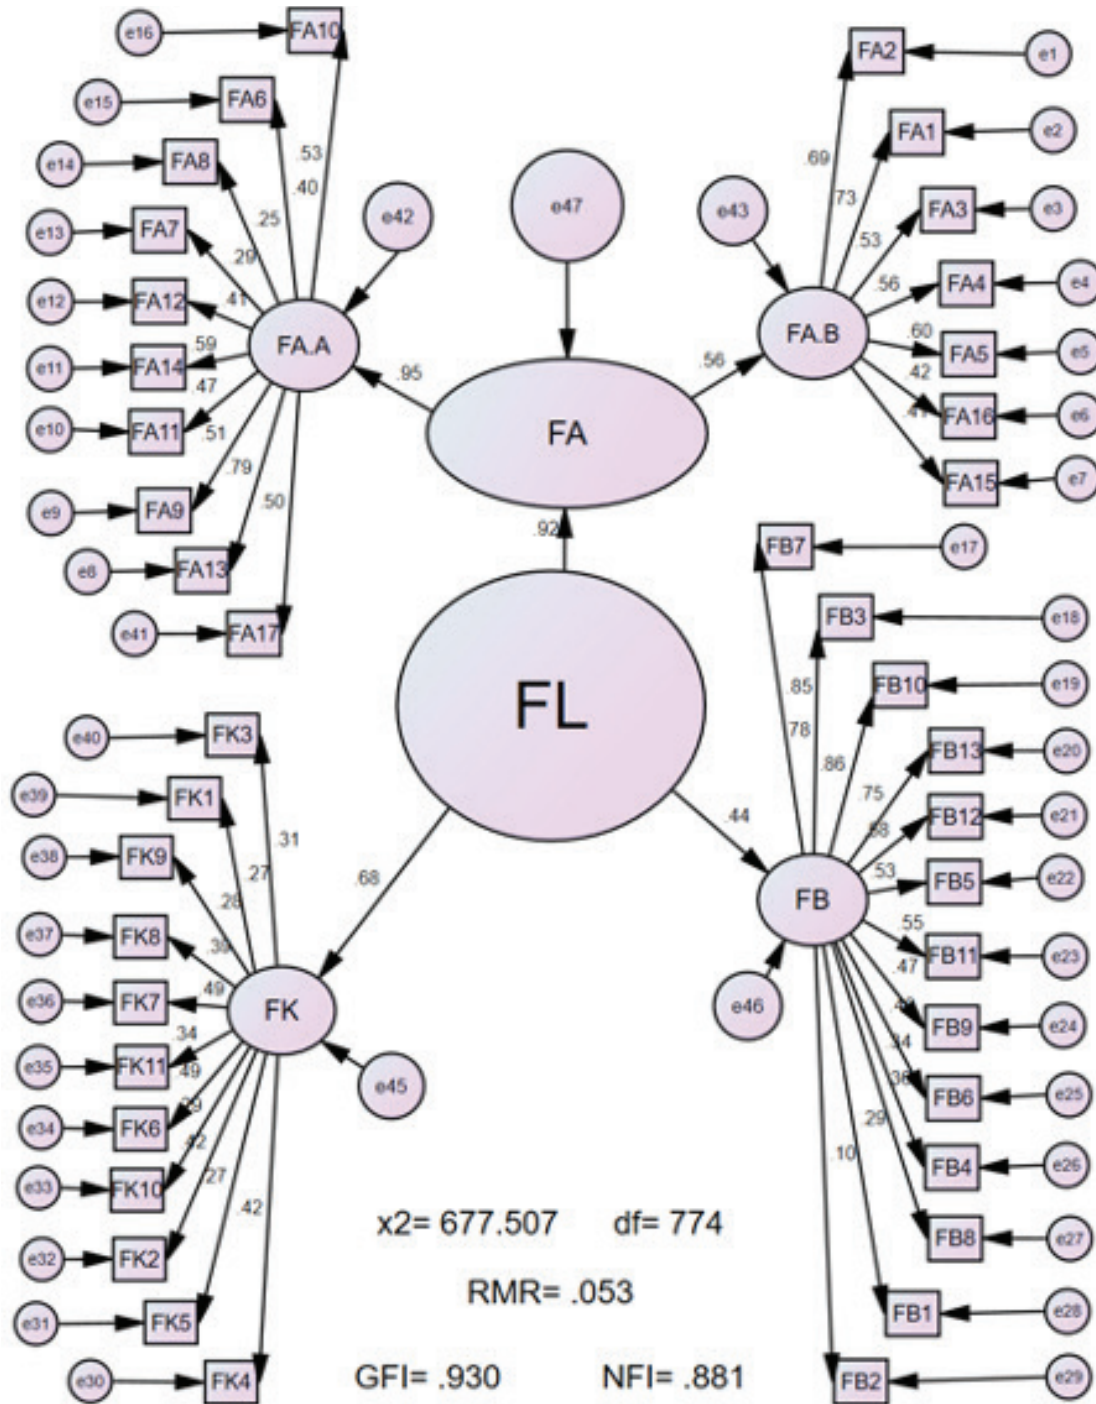 e16
FA10
FA2
e1
e15
FA6
FA1
e2
e14
FA8
.53
.40
.69
.73
e47
e42
e43
FA3
e3
.25
.53
e13
FA7
.29
.56
FA4
e4
e12
FA12
.41
FA.A
FA.B
.60
FA5
e5
.59
e11
FA14
.95
.56
.42
.47
e10
FA11
.51
FA
FA16
e6
.79
.50
e9
FA9
FA15
e7
.92
FB7
e17
e8
FA13
e41
FA17
FB3
e18
FL
.85
.78
FB10
e19
e40
FK3
.86
FB13
e20
e39
FK1
.75
FB12
e21
.44
e38
FK9
.31
.27
.28
.68
.53
FB5
e22
FB
e37
FK8
.39
.55
.47
FB11
e23
e36
FK7
.49
FK
e46
FB9
e24
.34
.34
e35
FK11
.49
e45
.36
FB6
e25
e34
FK6
.42
.29
.27
.10
FB4
e26
e33
FK10
.42
x2= 677.507 df= 774
FB8
e27
e32
FK2
RMR= .053
e31
FK5
FB1
e28
e30
FK4
GFI= .930 NFI= .881
FB2
e29